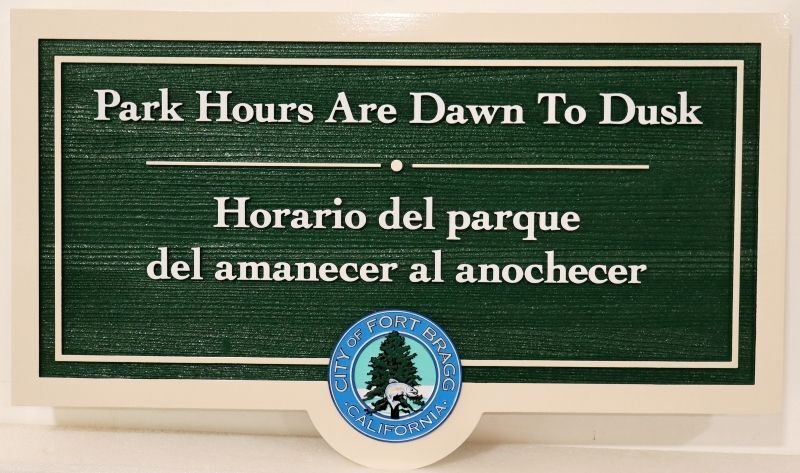 Park Hours Are Dawn To Dusk
Horario del parque
del amanecer al anochecer
CITY OF FORT BRAGG
· CALIFORNIA ·